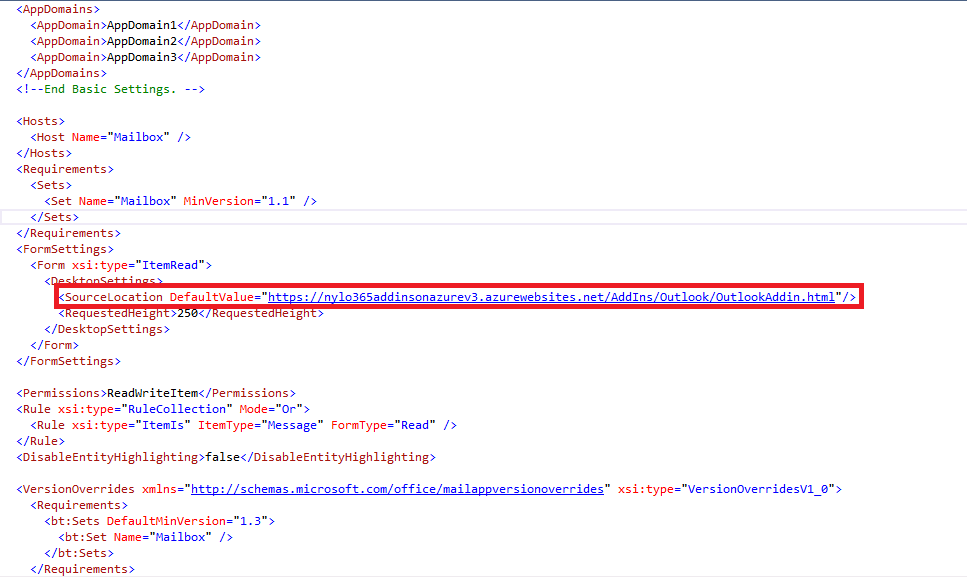 <AppDomains>
<AppDomain>AppDomain1</AppDomain>
<AppDomain>AppDomain2</AppDomain>
<AppDomain>AppDomain3</AppDomain>
</AppDomains>
<!--End Basic Settings. -->
<Hosts>
<Host Name="Mailbox" />
</Hosts>
<Requirements>
<Sets>
<Set Name="Mailbox" MinVersion="1.1" />
</Sets>
</Requirements>
<FormSettings>
<Form xsi:type="ItemRead">
<DesktopSettings>
<SourceLocation DefaultValue="https://nylo365addinsonazurev3.azurewebsites.net/AddIns/Outlook/OutlookAddin.html"/>
<RequestedHeight>250</RequestedHeight>
</DesktopSettings>
</Form>
</FormSettings>
<Permissions>ReadWriteItem</Permissions>
<Rule xsi:type="RuleCollection" Mode="Or">
<Rule xsi:type="ItemIs" ItemType="Message" FormType="Read" />
</Rule>
<DisableEntityHighlighting>false</DisableEntityHighlighting>
<VersionOverrides xmlns="http://schemas.microsoft.com/office/mailappversionoverrides" xsi:type="VersionOverridesV1_0">
<Requirements>
<bt:Sets DefaultMinVersion="1.3">
<bt:Set Name="Mailbox" />
</bt:Sets>
</Requirements>